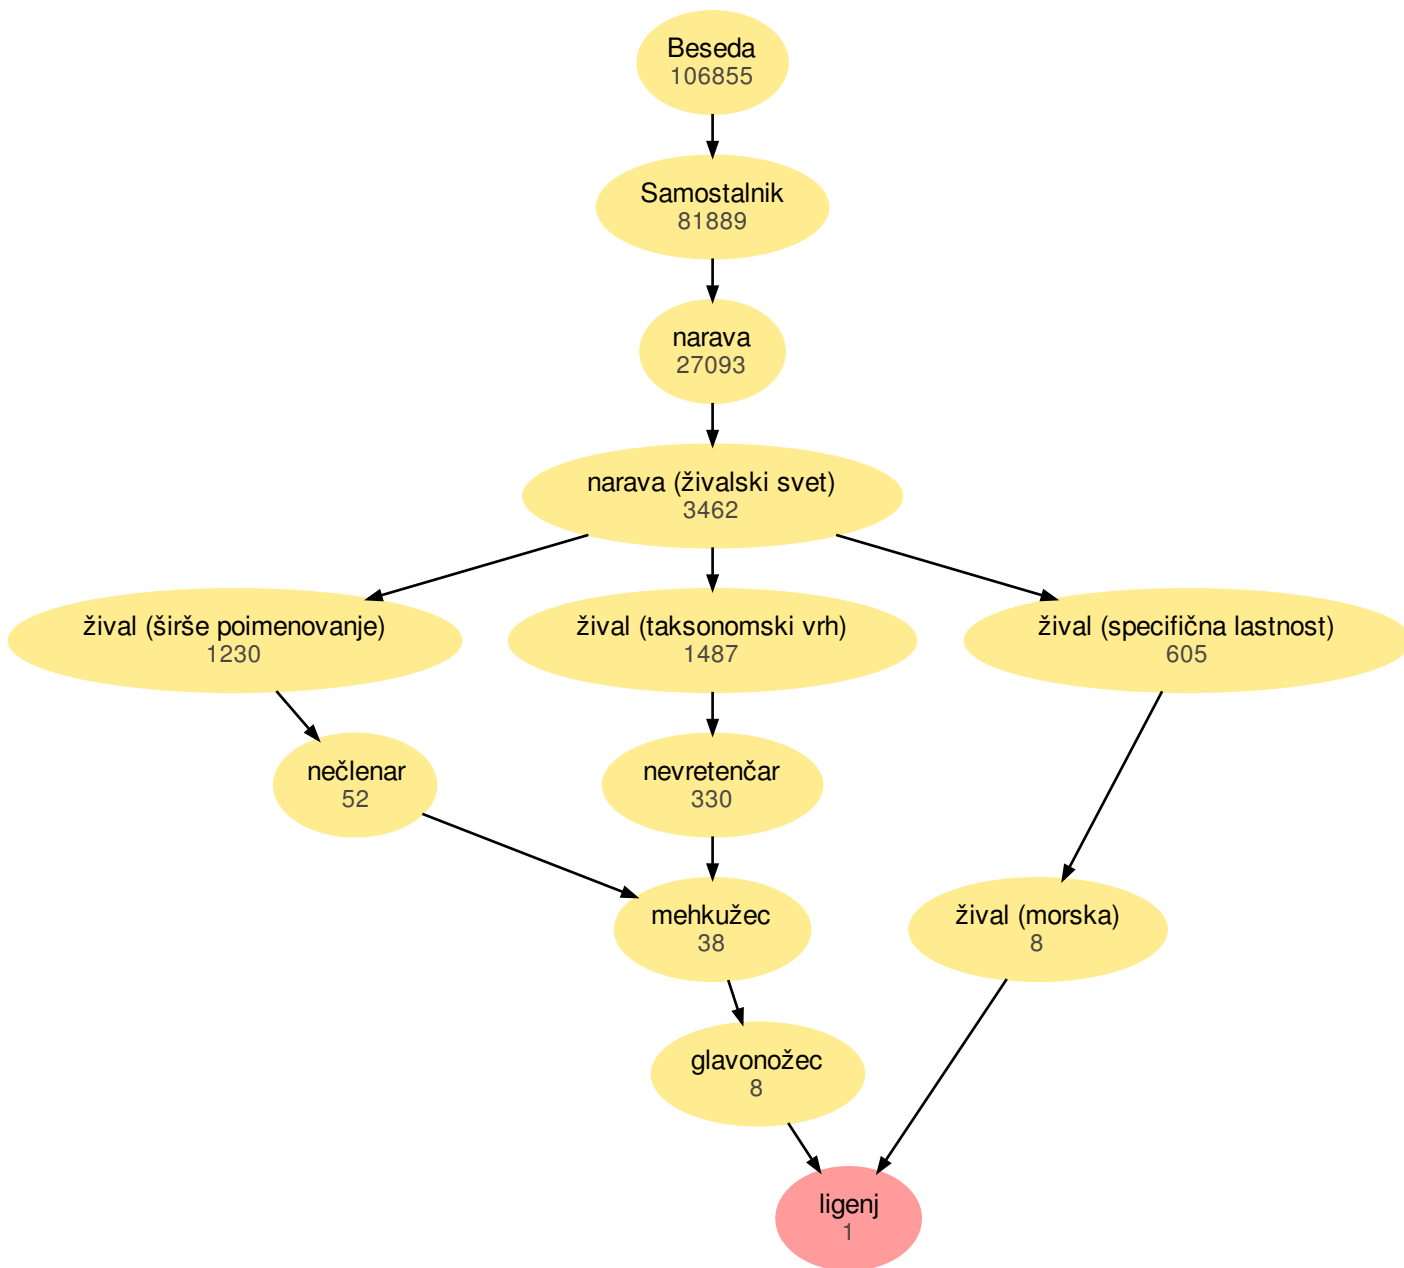 Beseda
106855
Samostalnik
81889
narava
27093
narava (živalski svet)
3462
žival (širše poimenovanje)
1230
žival (taksonomski vrh)
1487
žival (specifična lastnost)
605
nečlenar
52
nevretenčar
330
mehkužec
38
žival (morska)
8
glavonožec
8
ligenj
1